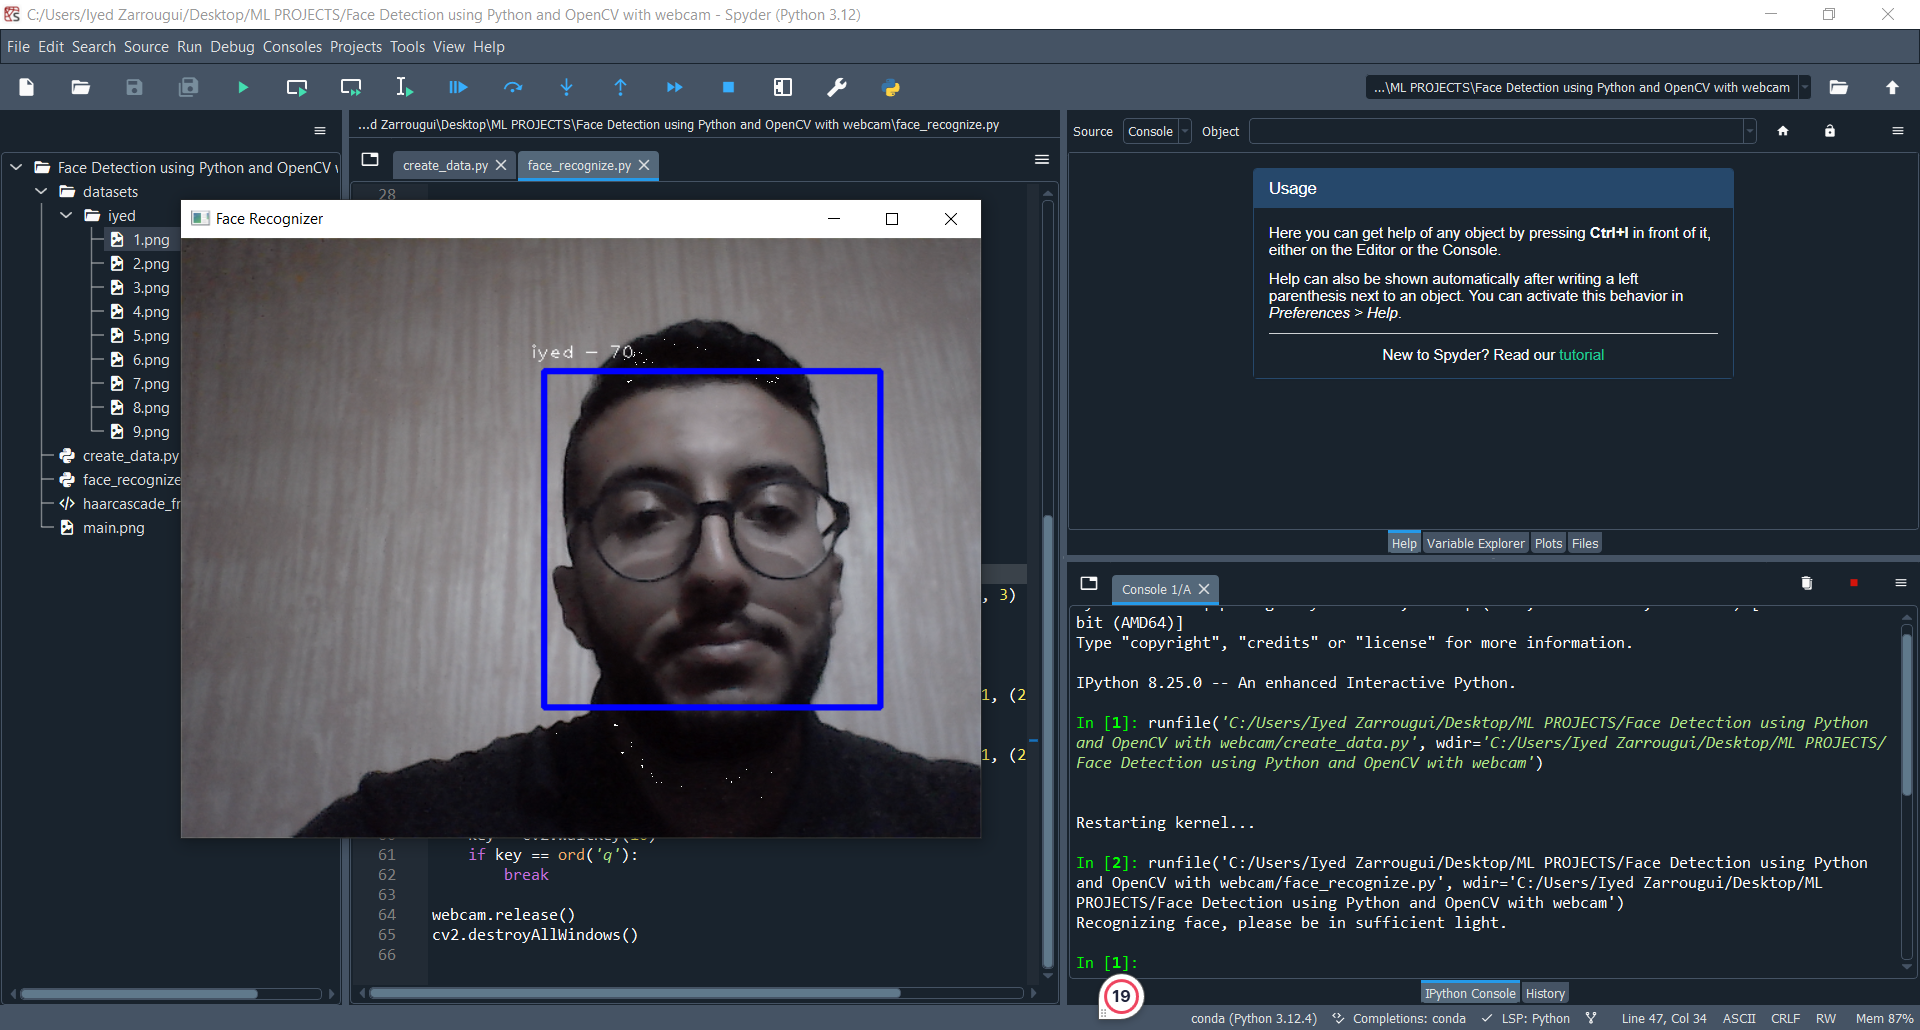 C:/Users/Iyed Zarrougui/Desktop/ML PROJECTS/Face Detection using Python and OpenCV with webcam - Spyder (Python 3.12)
File Edit Search Source Run Debug Consoles Projects Tools View Help
...\ML PROJECTS\Face Detection using Python and OpenCV with webcam
Face Detection using Python and OpenCV
datasets
iyed
1.png
2.png
3.png
4.png
5.png
6.png
7.png
8.png
9.png
create_data.py
face_recognize
haarcascade_fr
main.png
...d Zarrougui\Desktop\ML PROJECTS\Face Detection using Python and OpenCV with webcam\face_recognize.py
create_data.py
face_recognize.py
28
Face Recognizer
iyed - 70
, 3)
1, (2
1, (2
61 if key == ord('q'):
62 break
63
64 webcam.release()
65 cv2.destroyAllWindows()
66
Source Console Object
Usage
Here you can get help of any object by pressing Ctrl+I in front of it,
either on the Editor or the Console.
Help can also be shown automatically after writing a left
parenthesis next to an object. You can activate this behavior in
Preferences > Help.
New to Spyder? Read our tutorial
Help Variable Explorer Plots Files
Console 1/A
bit (AMD64)]
Type "copyright", "credits" or "license" for more information.
IPython 8.25.0 -- An enhanced Interactive Python.
In [1]: runfile('C:/Users/Iyed Zarrougui/Desktop/ML PROJECTS/Face Detection using Python
and OpenCV with webcam/create_data.py', wdir='C:/Users/Iyed Zarrougui/Desktop/ML PROJECTS/
Face Detection using Python and OpenCV with webcam')
Restarting kernel...
In [2]: runfile('C:/Users/Iyed Zarrougui/Desktop/ML PROJECTS/Face Detection using Python
and OpenCV with webcam/face_recognize.py', wdir='C:/Users/Iyed Zarrougui/Desktop/ML
PROJECTS/Face Detection using Python and OpenCV with webcam')
Recognizing face, please be in sufficient light.
In [1]:
19
IPython Console History
conda (Python 3.12.4) Completions: conda LSP: Python Line 47, Col 34 ASCII CRLF RW Mem 87%